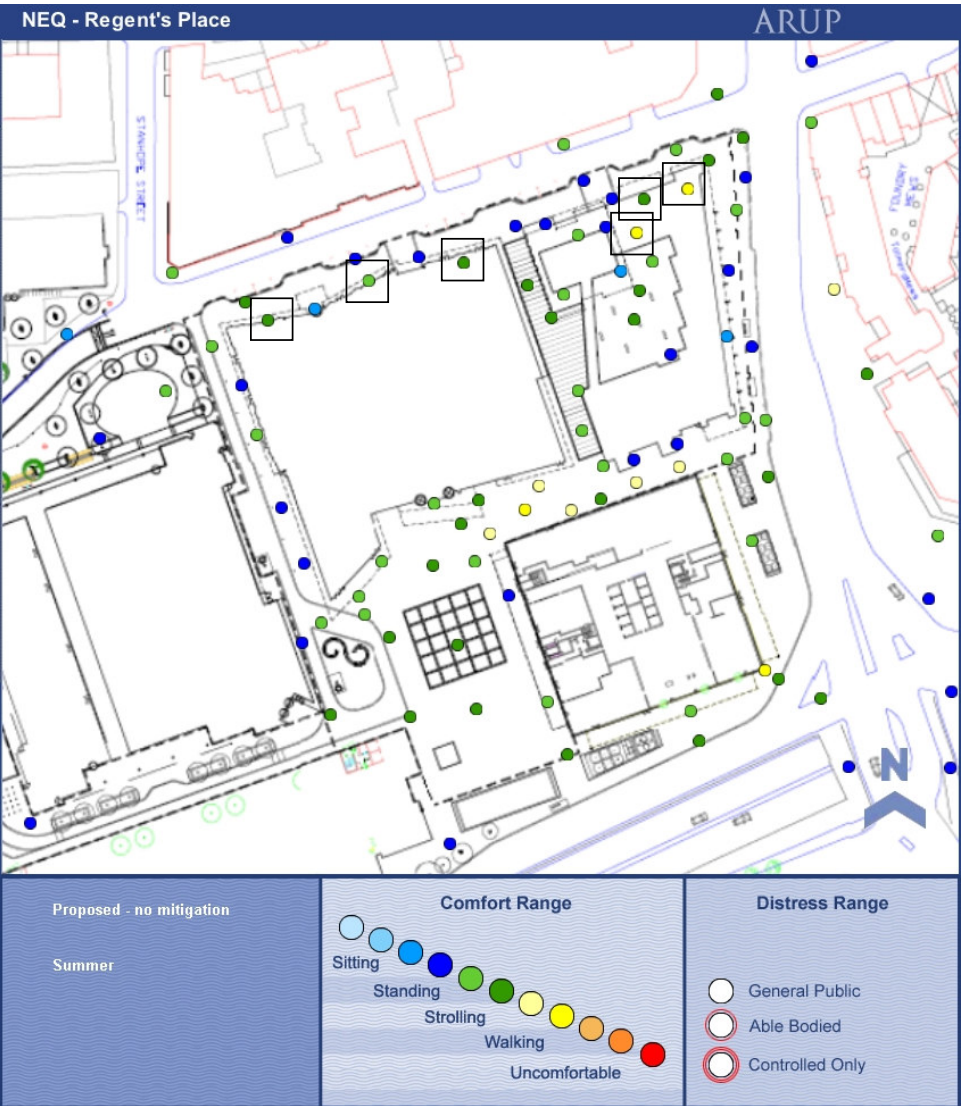 NEQ - Regent's Place
ARUP
STANHOPE STREET
FOUNDRY
MEWS
N
Proposed - no mitigation
Summer
Comfort Range
Sitting
Standing
Strolling
Walking
Uncomfortable
Distress Range
General Public
Able Bodied
Controlled Only